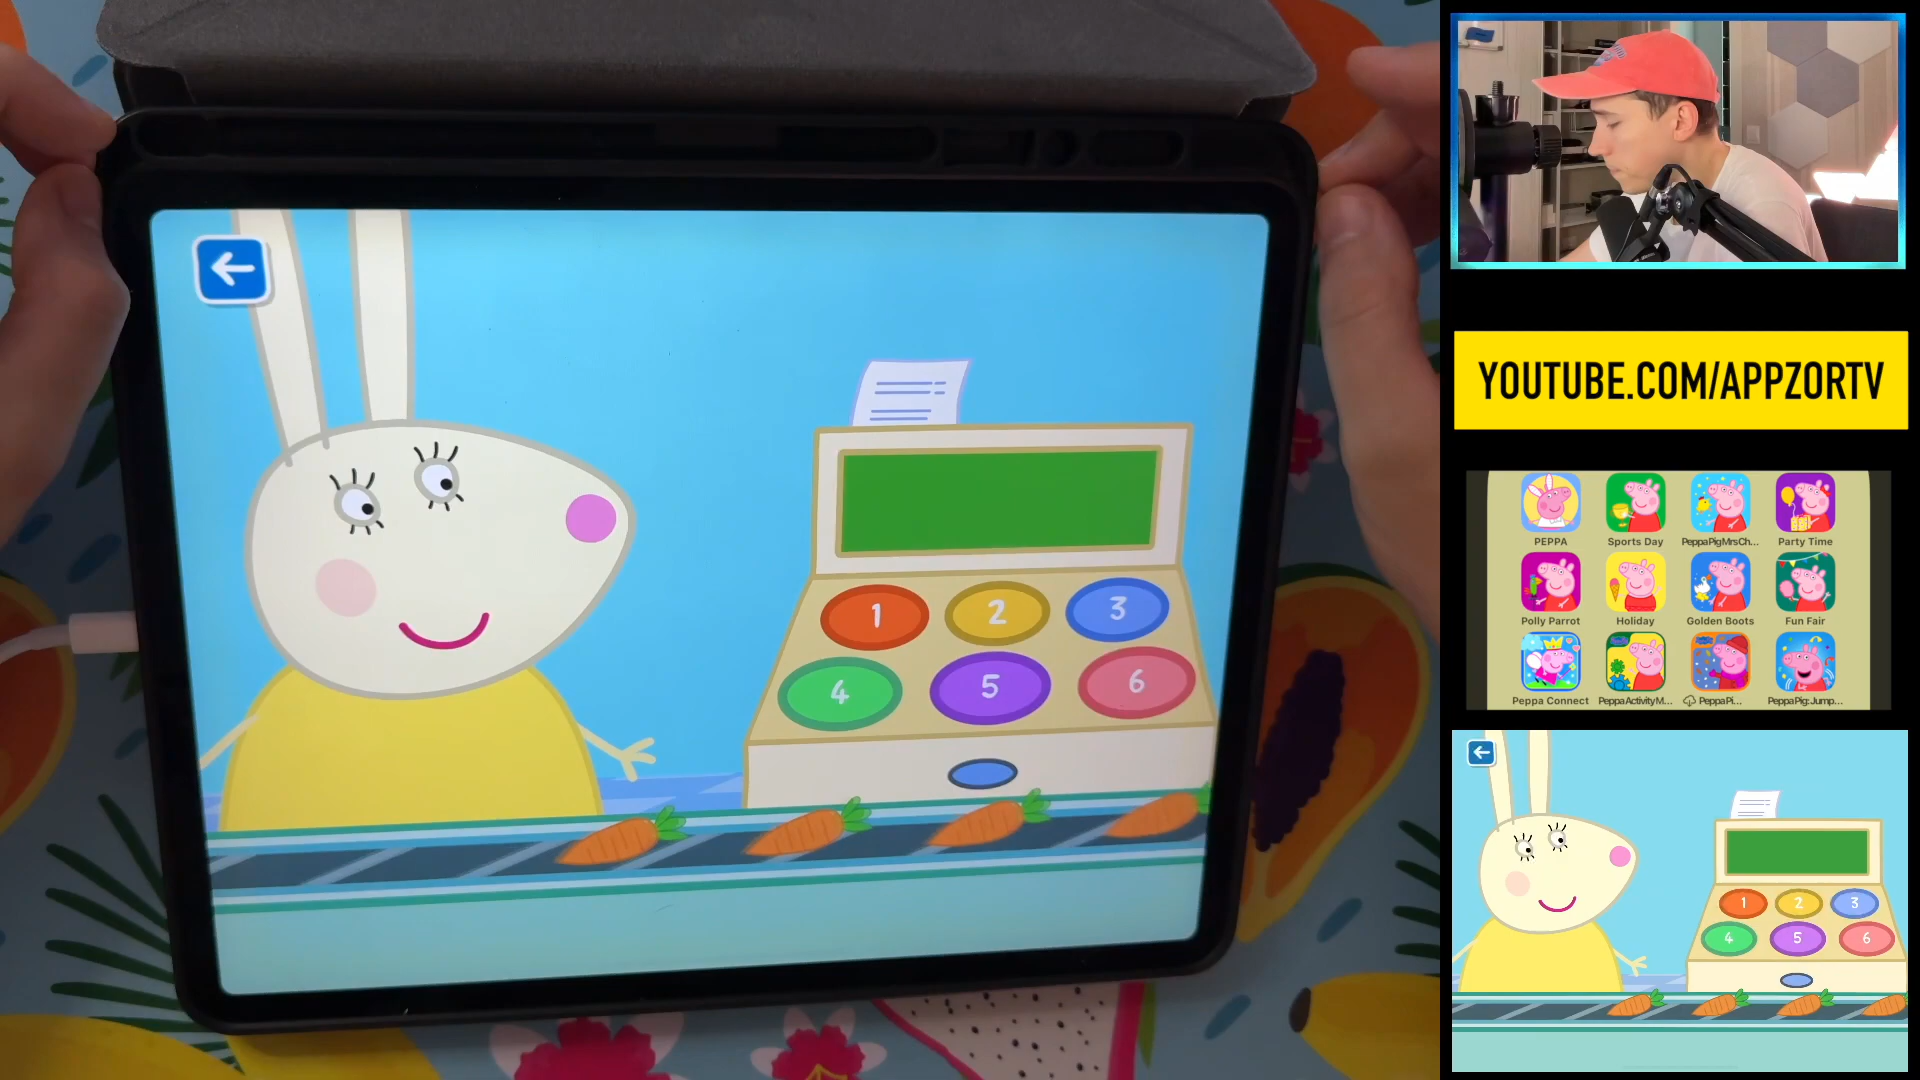 1 2 3
4 5 6
YOUTUBE.COM/APPZORTV
PEPPA Sports Day PeppaPigMrsCh... Party Time
Polly Parrot Holiday Golden Boots Fun Fair
Peppa Connect PeppaActivityM... PeppaPi... PeppaPig:Jump...
1 2 3
4 5 6